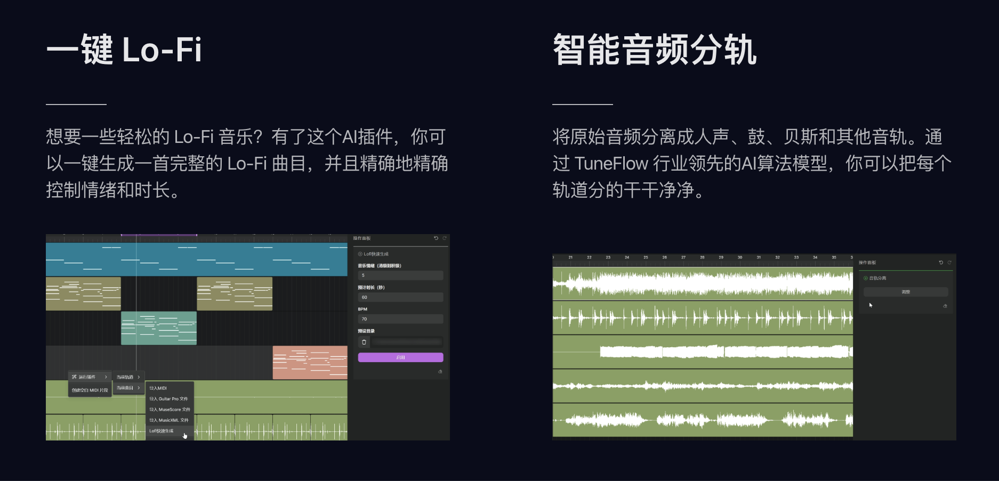 一键 Lo-Fi
想要一些轻松的 Lo-Fi 音乐？有了这个AI插件，你可
以一键生成一首完整的 Lo-Fi 曲目，并且精确地精确
控制情绪和时长。
操作面板
Lofi快速生成
音乐情绪（消极到积极）
5
预计时长（秒）
60
BPM
70
预设目录
启用
运行插件
创建空白 MIDI 片段
当前轨道
当前曲目
导入MIDI
导入 Guitar Pro 文件
导入 MuseScore 文件
导入 MusicXML 文件
Lofi快速生成
智能音频分轨
将原始音频分离成人声、鼓、贝斯和其他音轨。通
过 TuneFlow 行业领先的AI算法模型，你可以把每个
轨道分的干干净净。
21 22 23 24 25 26 27 28 29 30 31 32 33 34 35
操作面板
音轨分离
调整